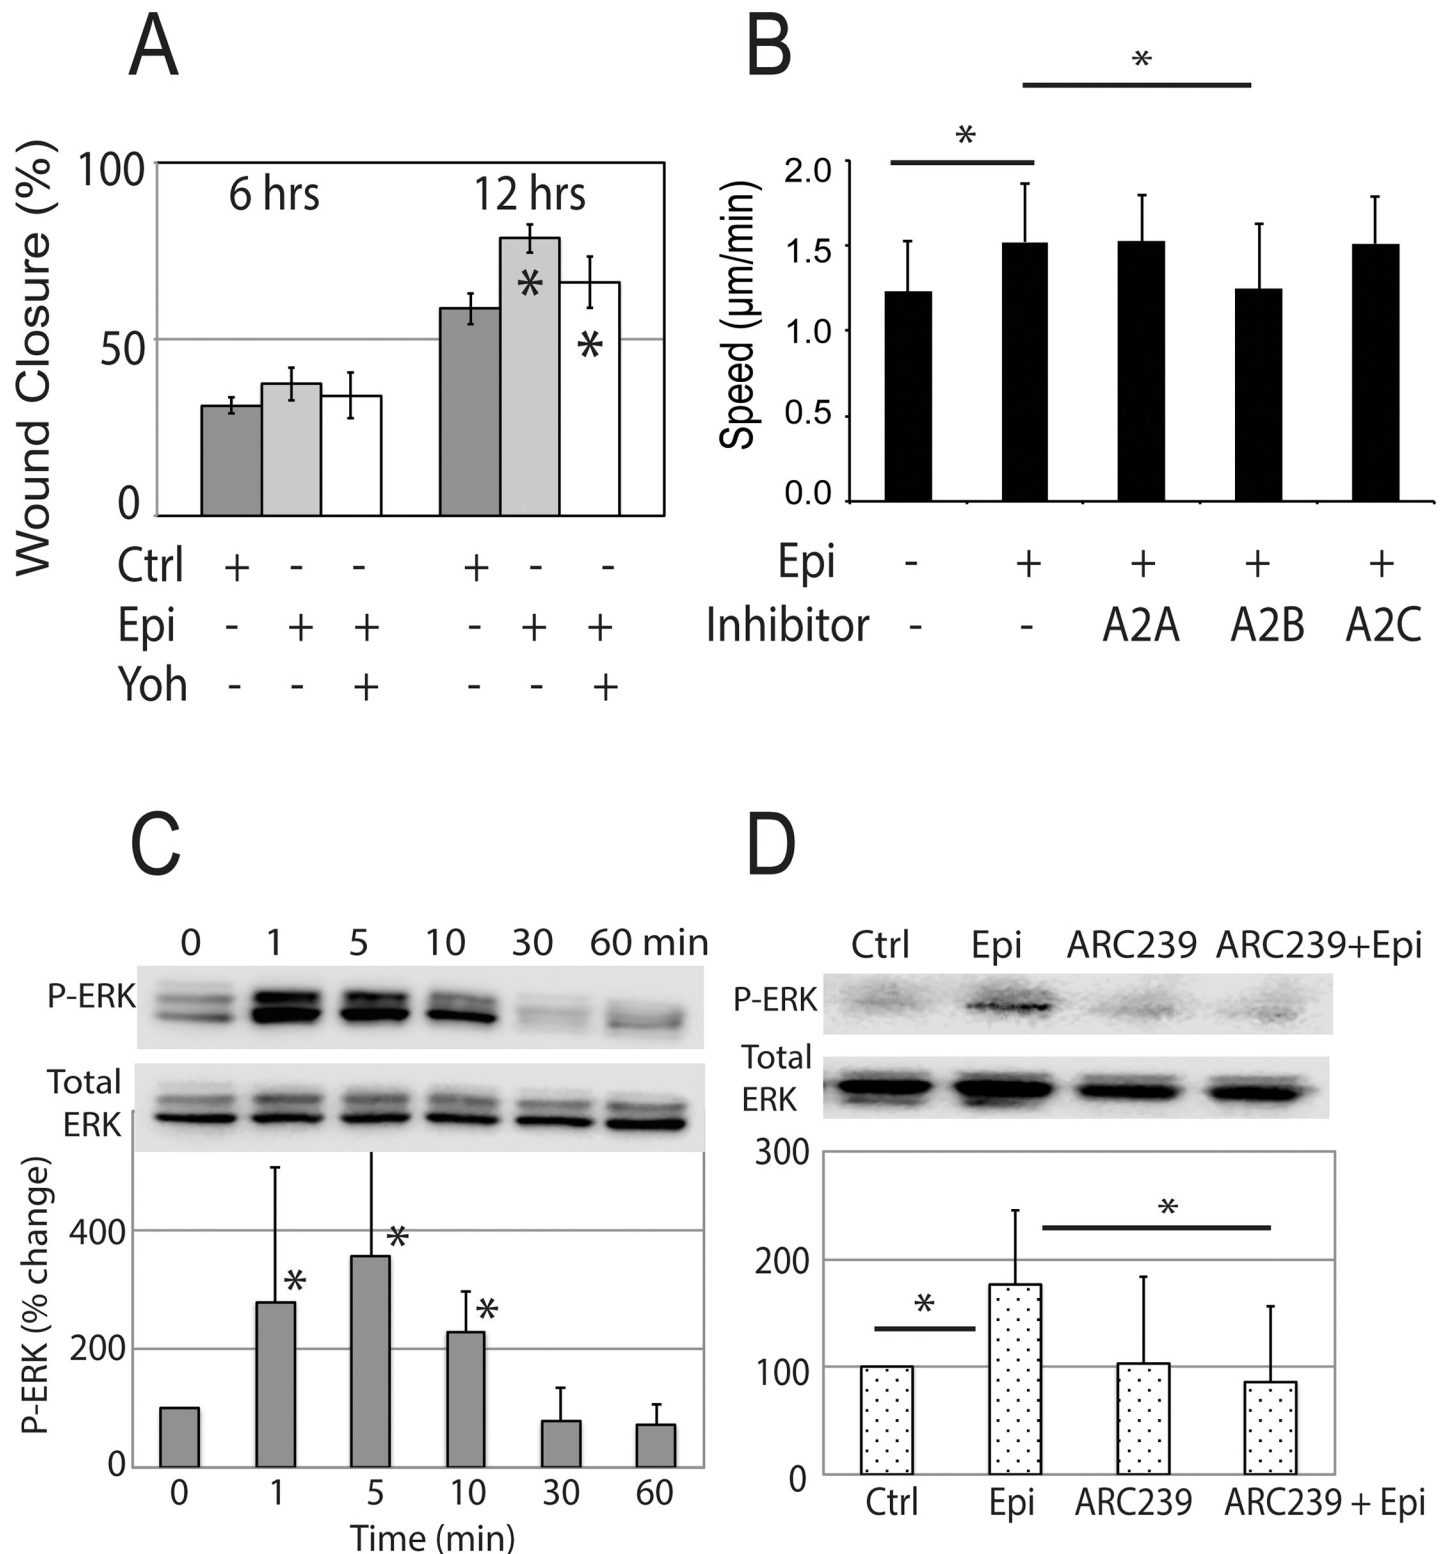 A
Wound Closure (%)
100
50
0
6 hrs 12 hrs
* *
Ctrl + - - + - -
Epi - + + - + +
Yoh - - + - - +
B
* *
Speed (µm/min)
2.0
1.5
1.0
0.5
0.0
Epi - + + + +
Inhibitor - - A2A A2B A2C
C
0 1 5 10 30 60 min
P-ERK
Total
ERK
P-ERK (% change)
400
200
0
* * *
0 1 5 10 30 60
Time (min)
D
Ctrl Epi ARC239 ARC239+Epi
P-ERK
Total
ERK
300
200
100
0
* *
Ctrl Epi ARC239 ARC239 + Epi